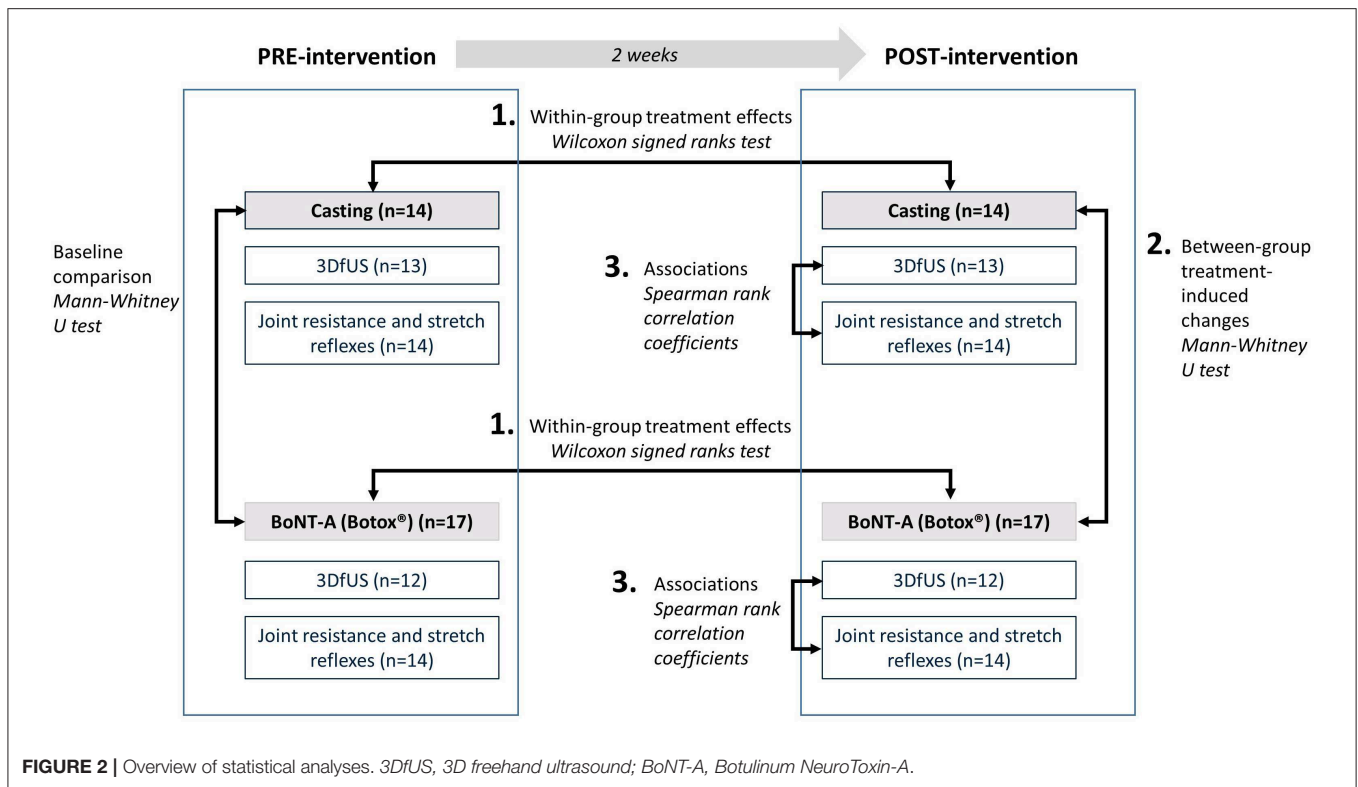 PRE-intervention
2 weeks
POST-intervention
1. Within-group treatment effects
Wilcoxon signed ranks test
Casting (n=14)
3DfUS (n=13)
Joint resistance and stretch
reflexes (n=14)
Baseline
comparison
Mann-Whitney
U test
3. Associations
Spearman rank
correlation
coefficients
Casting (n=14)
3DfUS (n=13)
Joint resistance and stretch
reflexes (n=14)
2. Between-group
treatment-
induced
changes
Mann-Whitney
U test
1. Within-group treatment effects
Wilcoxon signed ranks test
BoNT-A (Botox®) (n=17)
3DfUS (n=12)
Joint resistance and stretch
reflexes (n=14)
3. Associations
Spearman rank
correlation
coefficients
BoNT-A (Botox®) (n=17)
3DfUS (n=12)
Joint resistance and stretch
reflexes (n=14)
FIGURE 2 | Overview of statistical analyses. 3DfUS, 3D freehand ultrasound; BoNT-A, Botulinum NeuroToxin-A.